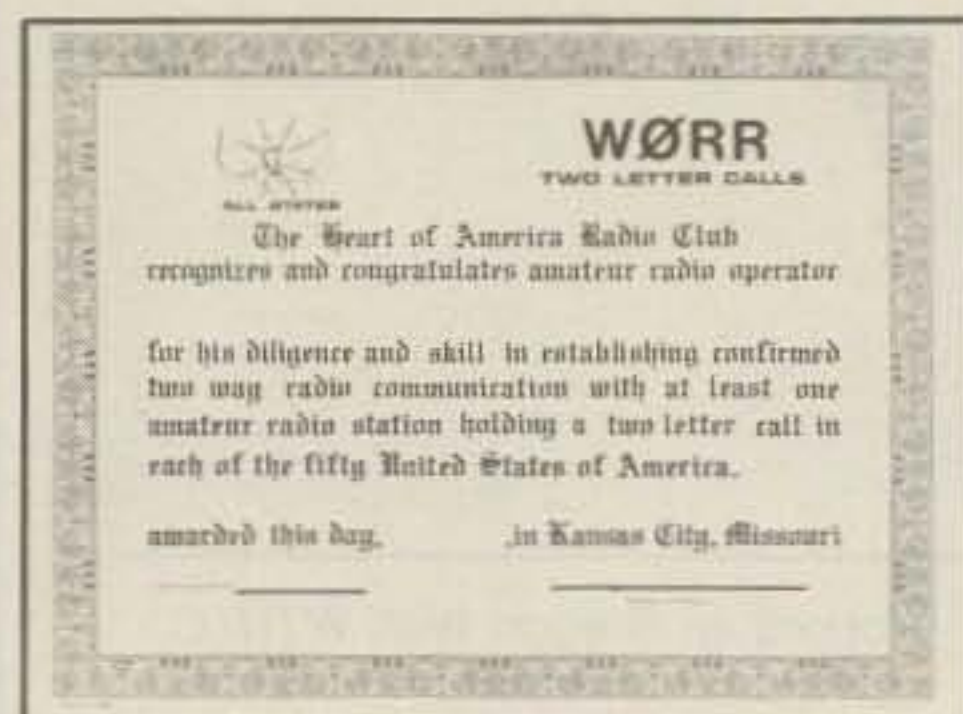 WØRR
TWO LETTER CALLS
ALL STATES
The Heart of America Radio Club
recognizes and congratulates amateur radio operator
for his diligence and skill in establishing confirmed
two way radio communication with at least one
amateur radio station holding a two letter call in
each of the fifty United States of America.
awarded this day, ,in Kansas City, Missouri